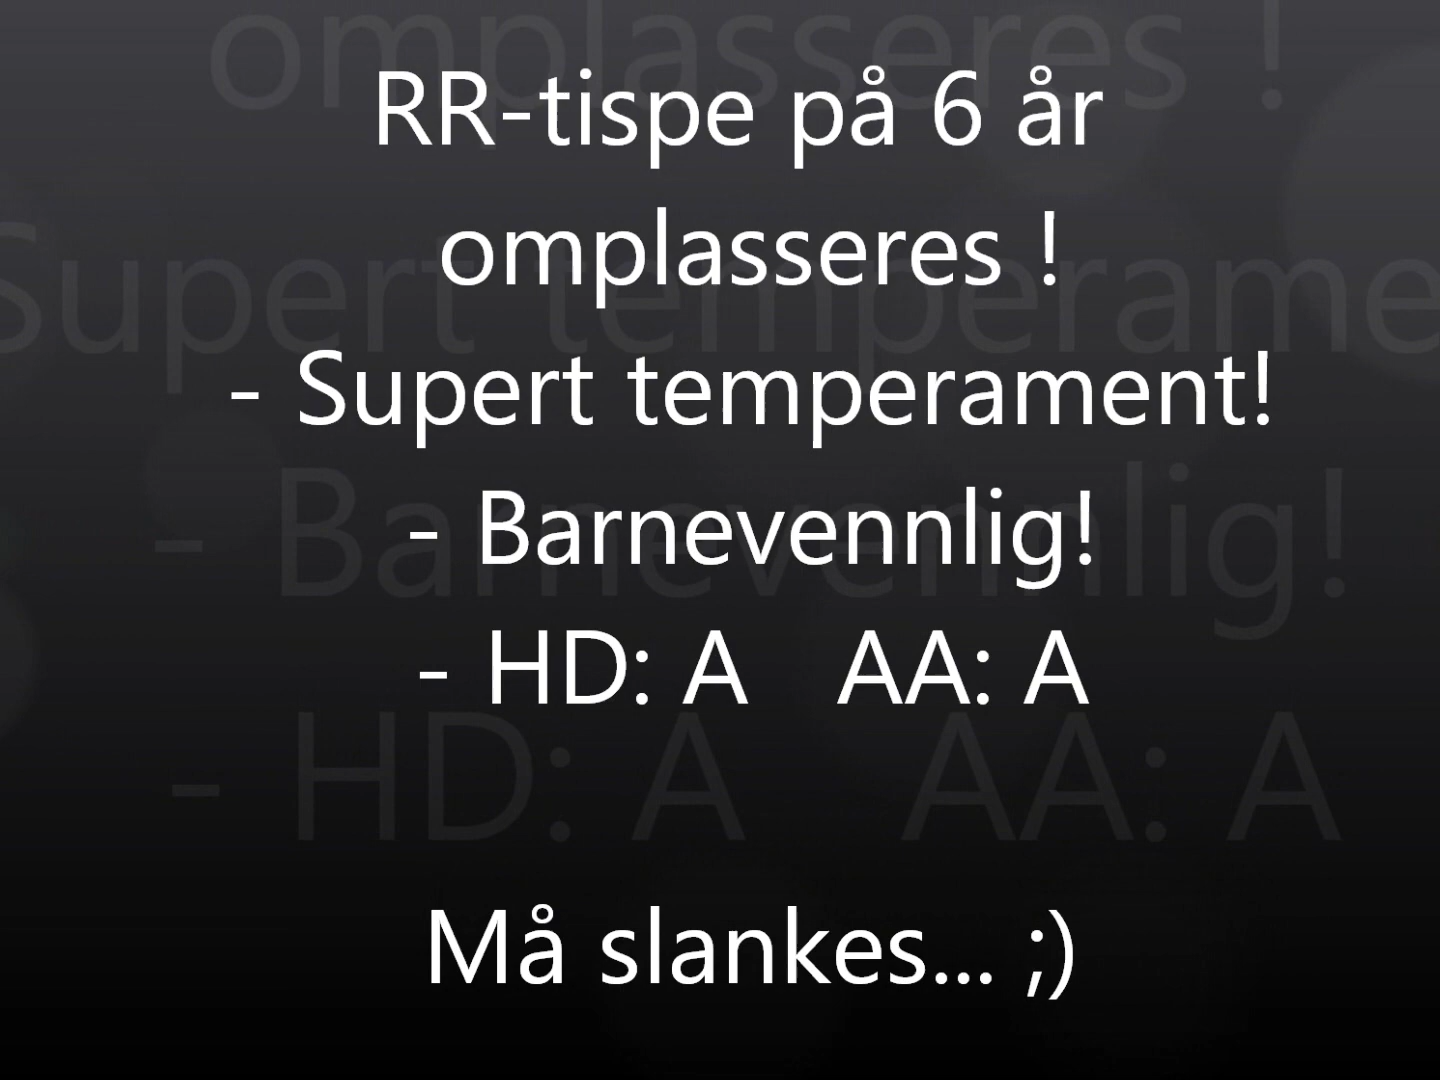 RR-tispe på 6 år
omplasseres !
- Supert temperament!
- Barnevennlig!
- HD: A   AA: A
Må slankes... ;)